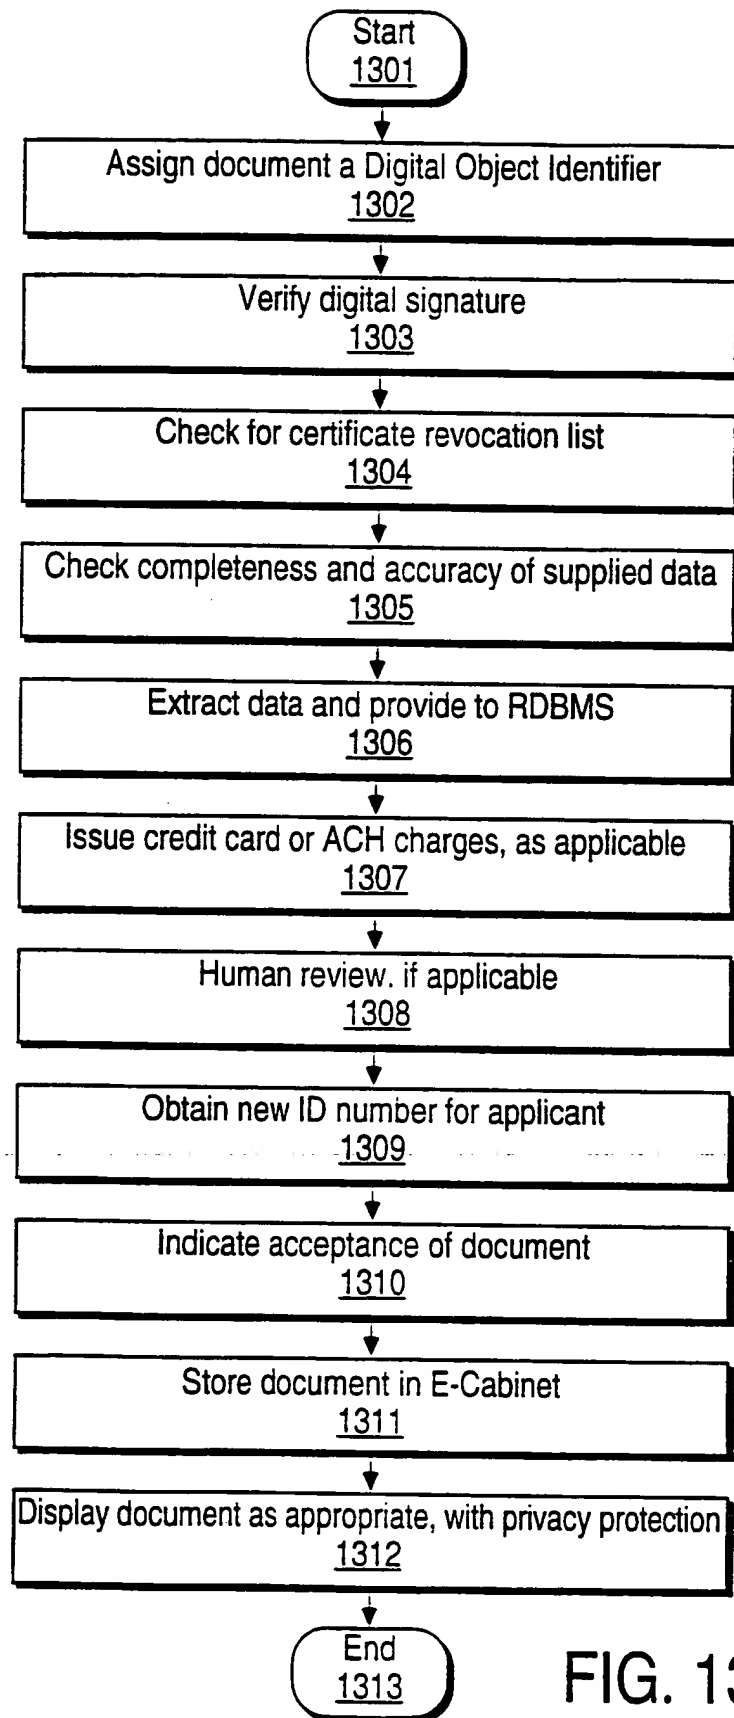 Start
1301
Assign document a Digital Object Identifier
1302
Verify digital signature
1303
Check for certificate revocation list
1304
Check completeness and accuracy of supplied data
1305
Extract data and provide to RDBMS
1306
Issue credit card or ACH charges, as applicable
1307
Human review. if applicable
1308
Obtain new ID number for applicant
1309
Indicate acceptance of document
1310
Store document in E-Cabinet
1311
Display document as appropriate, with privacy protection
1312
End
1313
FIG. 13